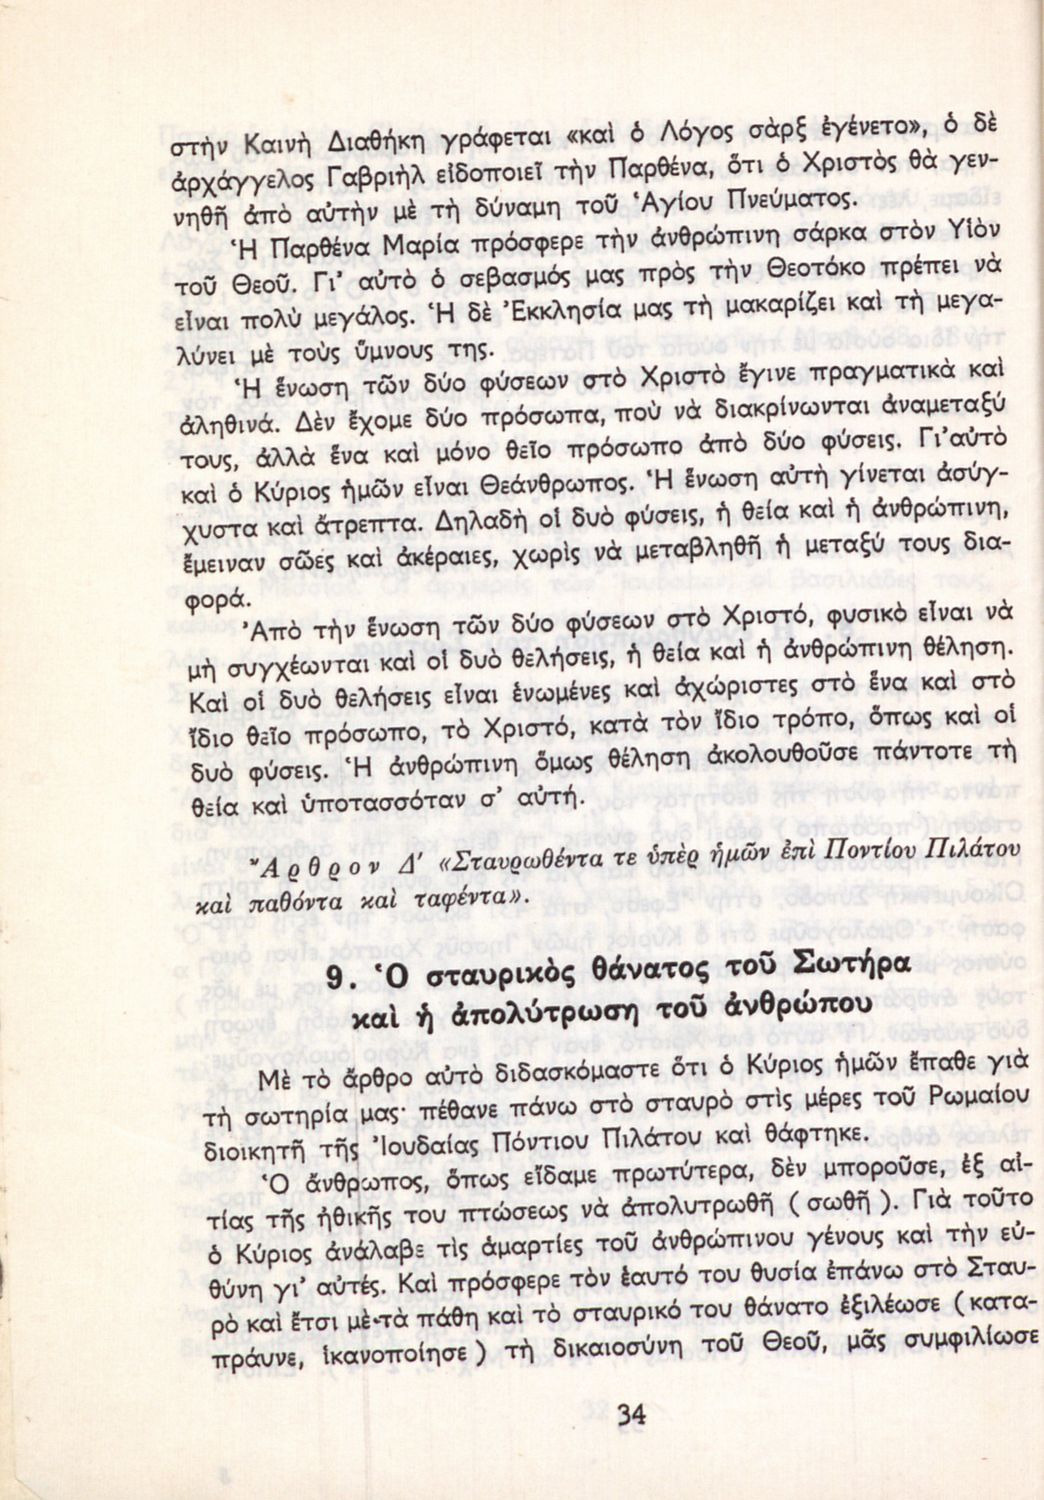 στὴν Καινὴ Διαθήκη γράφεται «καὶ ὁ Λόγος σὰρξ ἐγένετο», ὁ δὲ
ἀρχάγγελος Γαβριὴλ εἰδοποιεῖ τὴν Παρθένα, ὅτι ὁ Χριστὸς θὰ γεν-
νηθῆ ἀπὸ αὐτὴν μὲ τὴ δύναμη τοῦ Ἁγίου Πνεύματος.
Ἡ Παρθένα Μαρία πρόσφερε τὴν ἀνθρώπινη σάρκα στὸν Υἱὸν
τοῦ Θεοῦ. Γι' αὐτὸ ὁ σεβασμός μας πρὸς τὴν Θεοτόκο πρέπει νὰ
εἶναι πολὺ μεγάλος. Ἡ δὲ Ἐκκλησία μας τὴ μακαρίζει καὶ τὴ μεγα-
λύνει μὲ τοὺς ὕμνους της.
Ἡ ἕνωση τῶν δύο φύσεων στὸ Χριστὸ ἔγινε πραγματικὰ καὶ
ἀληθινά. Δὲν ἔχομε δύο πρόσωπα, ποὺ νὰ διακρίνωνται ἀναμεταξύ
τους, ἀλλὰ ἕνα καὶ μόνο θεῖο πρόσωπο ἀπὸ δύο φύσεις. Γι'αὐτὸ
καὶ ὁ Κύριος ἡμῶν εἶναι Θεάνθρωπος. Ἡ ἕνωση αὐτὴ γίνεται ἀσύγ-
χυστα καὶ ἄτρεπτα. Δηλαδὴ οἱ δυὸ φύσεις, ἡ θεία καὶ ἡ ἀνθρώπινη,
ἔμειναν σῶες καὶ ἀκέραιες, χωρὶς νὰ μεταβληθῆ ἡ μεταξύ τους δια-
φορά.
Ἀπὸ τὴν ἕνωση τῶν δύο φύσεων στὸ Χριστό, φυσικὸ εἶναι νὰ
μὴ συγχέωνται καὶ οἱ δυὸ θελήσεις, ἡ θεία καὶ ἡ ἀνθρώπινη θέληση.
Καὶ οἱ δυὸ θελήσεις εἶναι ἑνωμένες καὶ ἀχώριστες στὸ ἕνα καὶ στὸ
ἴδιο θεῖο πρόσωπο, τὸ Χριστό, κατὰ τὸν ἴδιο τρόπο, ὅπως καὶ οἱ
δυὸ φύσεις. Ἡ ἀνθρώπινη ὅμως θέληση ἀκολουθοῦσε πάντοτε τὴ
θεία καὶ ὑποτασσόταν σ' αὐτή.
Ἄρθρον Δ' «Σταυρωθέντα τε ὑπὲρ ἡμῶν ἐπὶ Ποντίου Πιλάτου
καὶ παθόντα καὶ ταφέντα».
9. Ὁ σταυρικὸς θάνατος τοῦ Σωτήρα
καὶ ἡ ἀπολύτρωση τοῦ ἀνθρώπου
Μὲ τὸ ἄρθρο αὐτὸ διδασκόμαστε ὅτι ὁ Κύριος ἡμῶν ἔπαθε γιὰ
τὴ σωτηρία μας· πέθανε πάνω στὸ σταυρὸ στὶς μέρες τοῦ Ρωμαίου
διοικητῆ τῆς Ἰουδαίας Πόντιου Πιλάτου καὶ θάφτηκε.
Ὁ ἄνθρωπος, ὅπως εἴδαμε πρωτύτερα, δὲν μποροῦσε, ἐξ αἰ-
τίας τῆς ἠθικῆς του πτώσεως νὰ ἀπολυτρωθῆ ( σωθῆ ). Γιὰ τοῦτο
ὁ Κύριος ἀνάλαβε τὶς ἁμαρτίες τοῦ ἀνθρώπινου γένους καὶ τὴν εὐ-
θύνη γι' αὐτές. Καὶ πρόσφερε τὸν ἑαυτό του θυσία ἐπάνω στὸ Σταυ-
ρὸ καὶ ἔτσι μὲ τὰ πάθη καὶ τὸ σταυρικό του θάνατο ἐξιλέωσε ( κατα-
πράυνε, ἱκανοποίησε ) τὴ δικαιοσύνη τοῦ Θεοῦ, μᾶς συμφιλίωσε
34